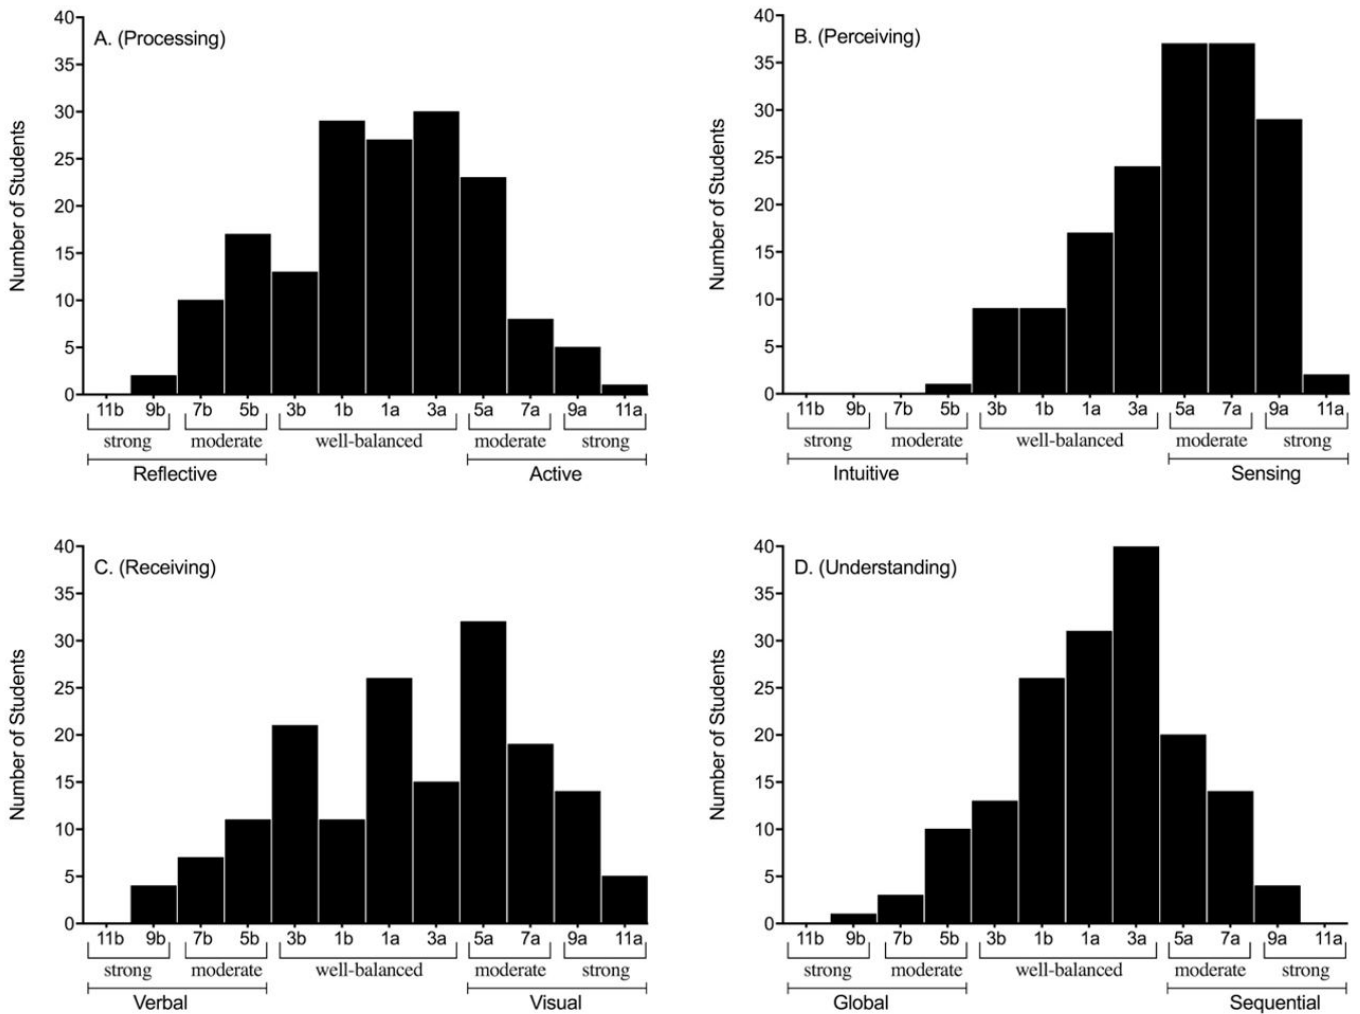 A. (Processing)
Number of Students
40
35
30
25
20
15
10
5
0
11b 9b 7b 5b 3b 1b 1a 3a 5a 7a 9a 11a
strong moderate well-balanced moderate strong
Reflective Active
B. (Perceiving)
Number of Students
40
35
30
25
20
15
10
5
0
11b 9b 7b 5b 3b 1b 1a 3a 5a 7a 9a 11a
strong moderate well-balanced moderate strong
Intuitive Sensing
C. (Receiving)
Number of Students
40
35
30
25
20
15
10
5
0
11b 9b 7b 5b 3b 1b 1a 3a 5a 7a 9a 11a
strong moderate well-balanced moderate strong
Verbal Visual
D. (Understanding)
Number of Students
40
35
30
25
20
15
10
5
0
11b 9b 7b 5b 3b 1b 1a 3a 5a 7a 9a 11a
strong moderate well-balanced moderate strong
Global Sequential